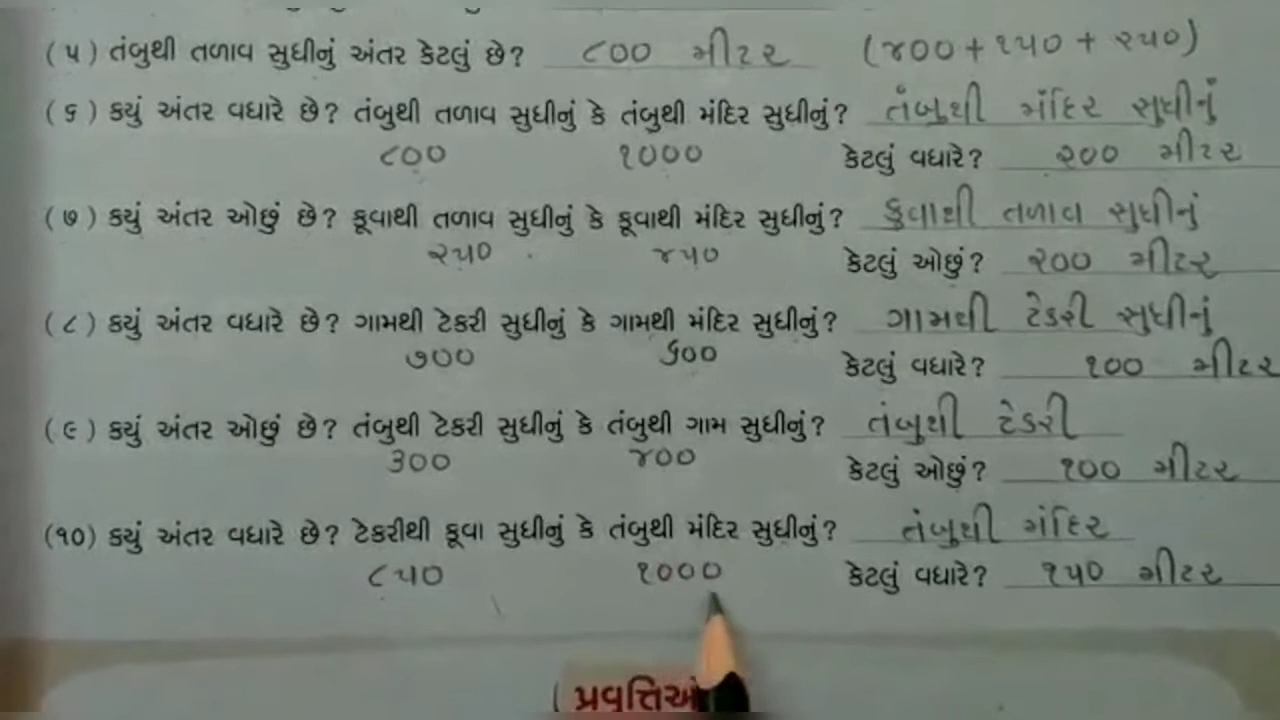 (૫) તંબુથી તળાવ સુધીનું અંતર કેટલું છે? ૮૦૦ મીટર (૪૦૦ + ૧૫૦ + ૨૫૦)
(૬) કયું અંતર વધારે છે? તંબુથી તળાવ સુધીનું કે તંબુથી મંદિર સુધીનું? તંબુથી મંદિર સુધીનું
૮૦૦ ૧૦૦૦ કેટલું વધારે? ૨૦૦ મીટર
(૭) કયું અંતર ઓછું છે? કૂવાથી તળાવ સુધીનું કે કૂવાથી મંદિર સુધીનું? કુવાથી તળાવ સુધીનું
૨૫૦ ૪૫૦ કેટલું ઓછું? ૨૦૦ મીટર
(૮) કયું અંતર વધારે છે? ગામથી ટેકરી સુધીનું કે ગામથી મંદિર સુધીનું? ગામથી ટેકરી સુધીનું
૭૦૦ ૬૦૦ કેટલું વધારે? ૧૦૦ મીટર
(૯) કયું અંતર ઓછું છે? તંબુથી ટેકરી સુધીનું કે તંબુથી ગામ સુધીનું? તંબુથી ટેકરી
૩૦૦ ૪૦૦ કેટલું ઓછું? ૧૦૦ મીટર
(૧૦) કયું અંતર વધારે છે? ટેકરીથી કૂવા સુધીનું કે તંબુથી મંદિર સુધીનું? તંબુથી મંદિર
૮૫૦ ૧૦૦૦ કેટલું વધારે? ૧૫૦ મીટર